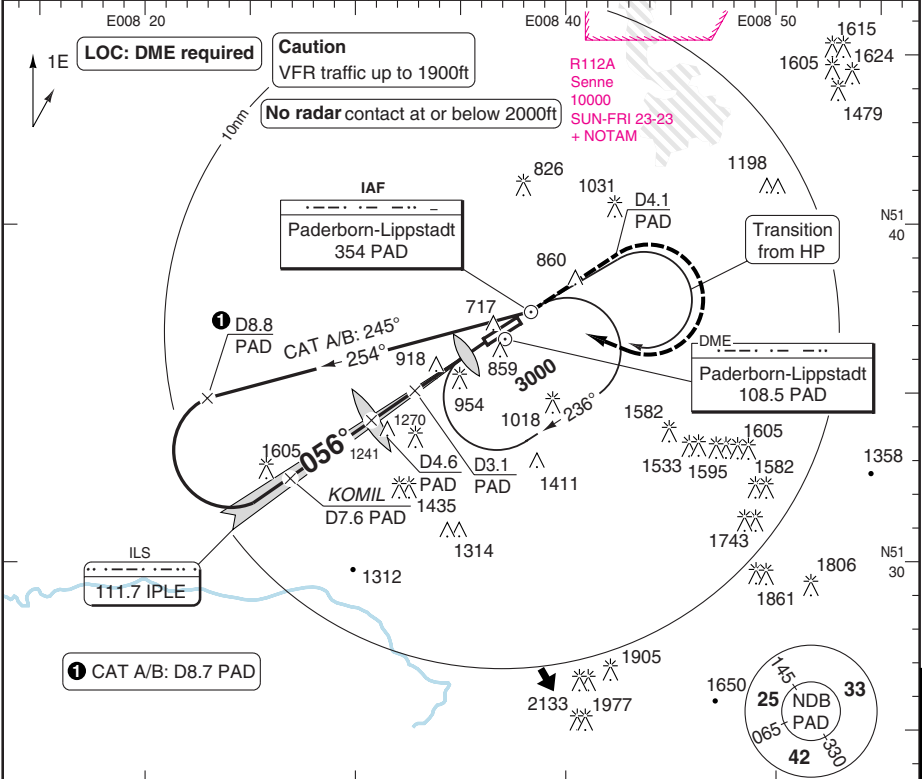 E008 20
E008 40
E008 50
1E
LOC: DME required
Caution
VFR traffic up to 1900ft
No radar contact at or below 2000ft
10nm
R112A
Senne
10000
SUN-FRI 23-23
+ NOTAM
1615
1605
1624
1479
826
1031
1198
N51
40
IAF
Paderborn-Lippstadt
354 PAD
D4.1
PAD
Transition
from HP
860
717
1 D8.8
PAD
CAT A/B: 245°
254°
918
859
954
3000
DME
Paderborn-Lippstadt
108.5 PAD
1018
236°
1270
1241
1605
056°
D4.6
PAD
D3.1
PAD
KOMIL
D7.6 PAD
1435
1411
1314
1312
1582
1533
1595
1605
1582
1743
1358
N51
30
1806
1861
ILS
111.7 IPLE
1 CAT A/B: D8.7 PAD
1905
2133
1977
1650
145
25
33
NDB
PAD
065
330
42